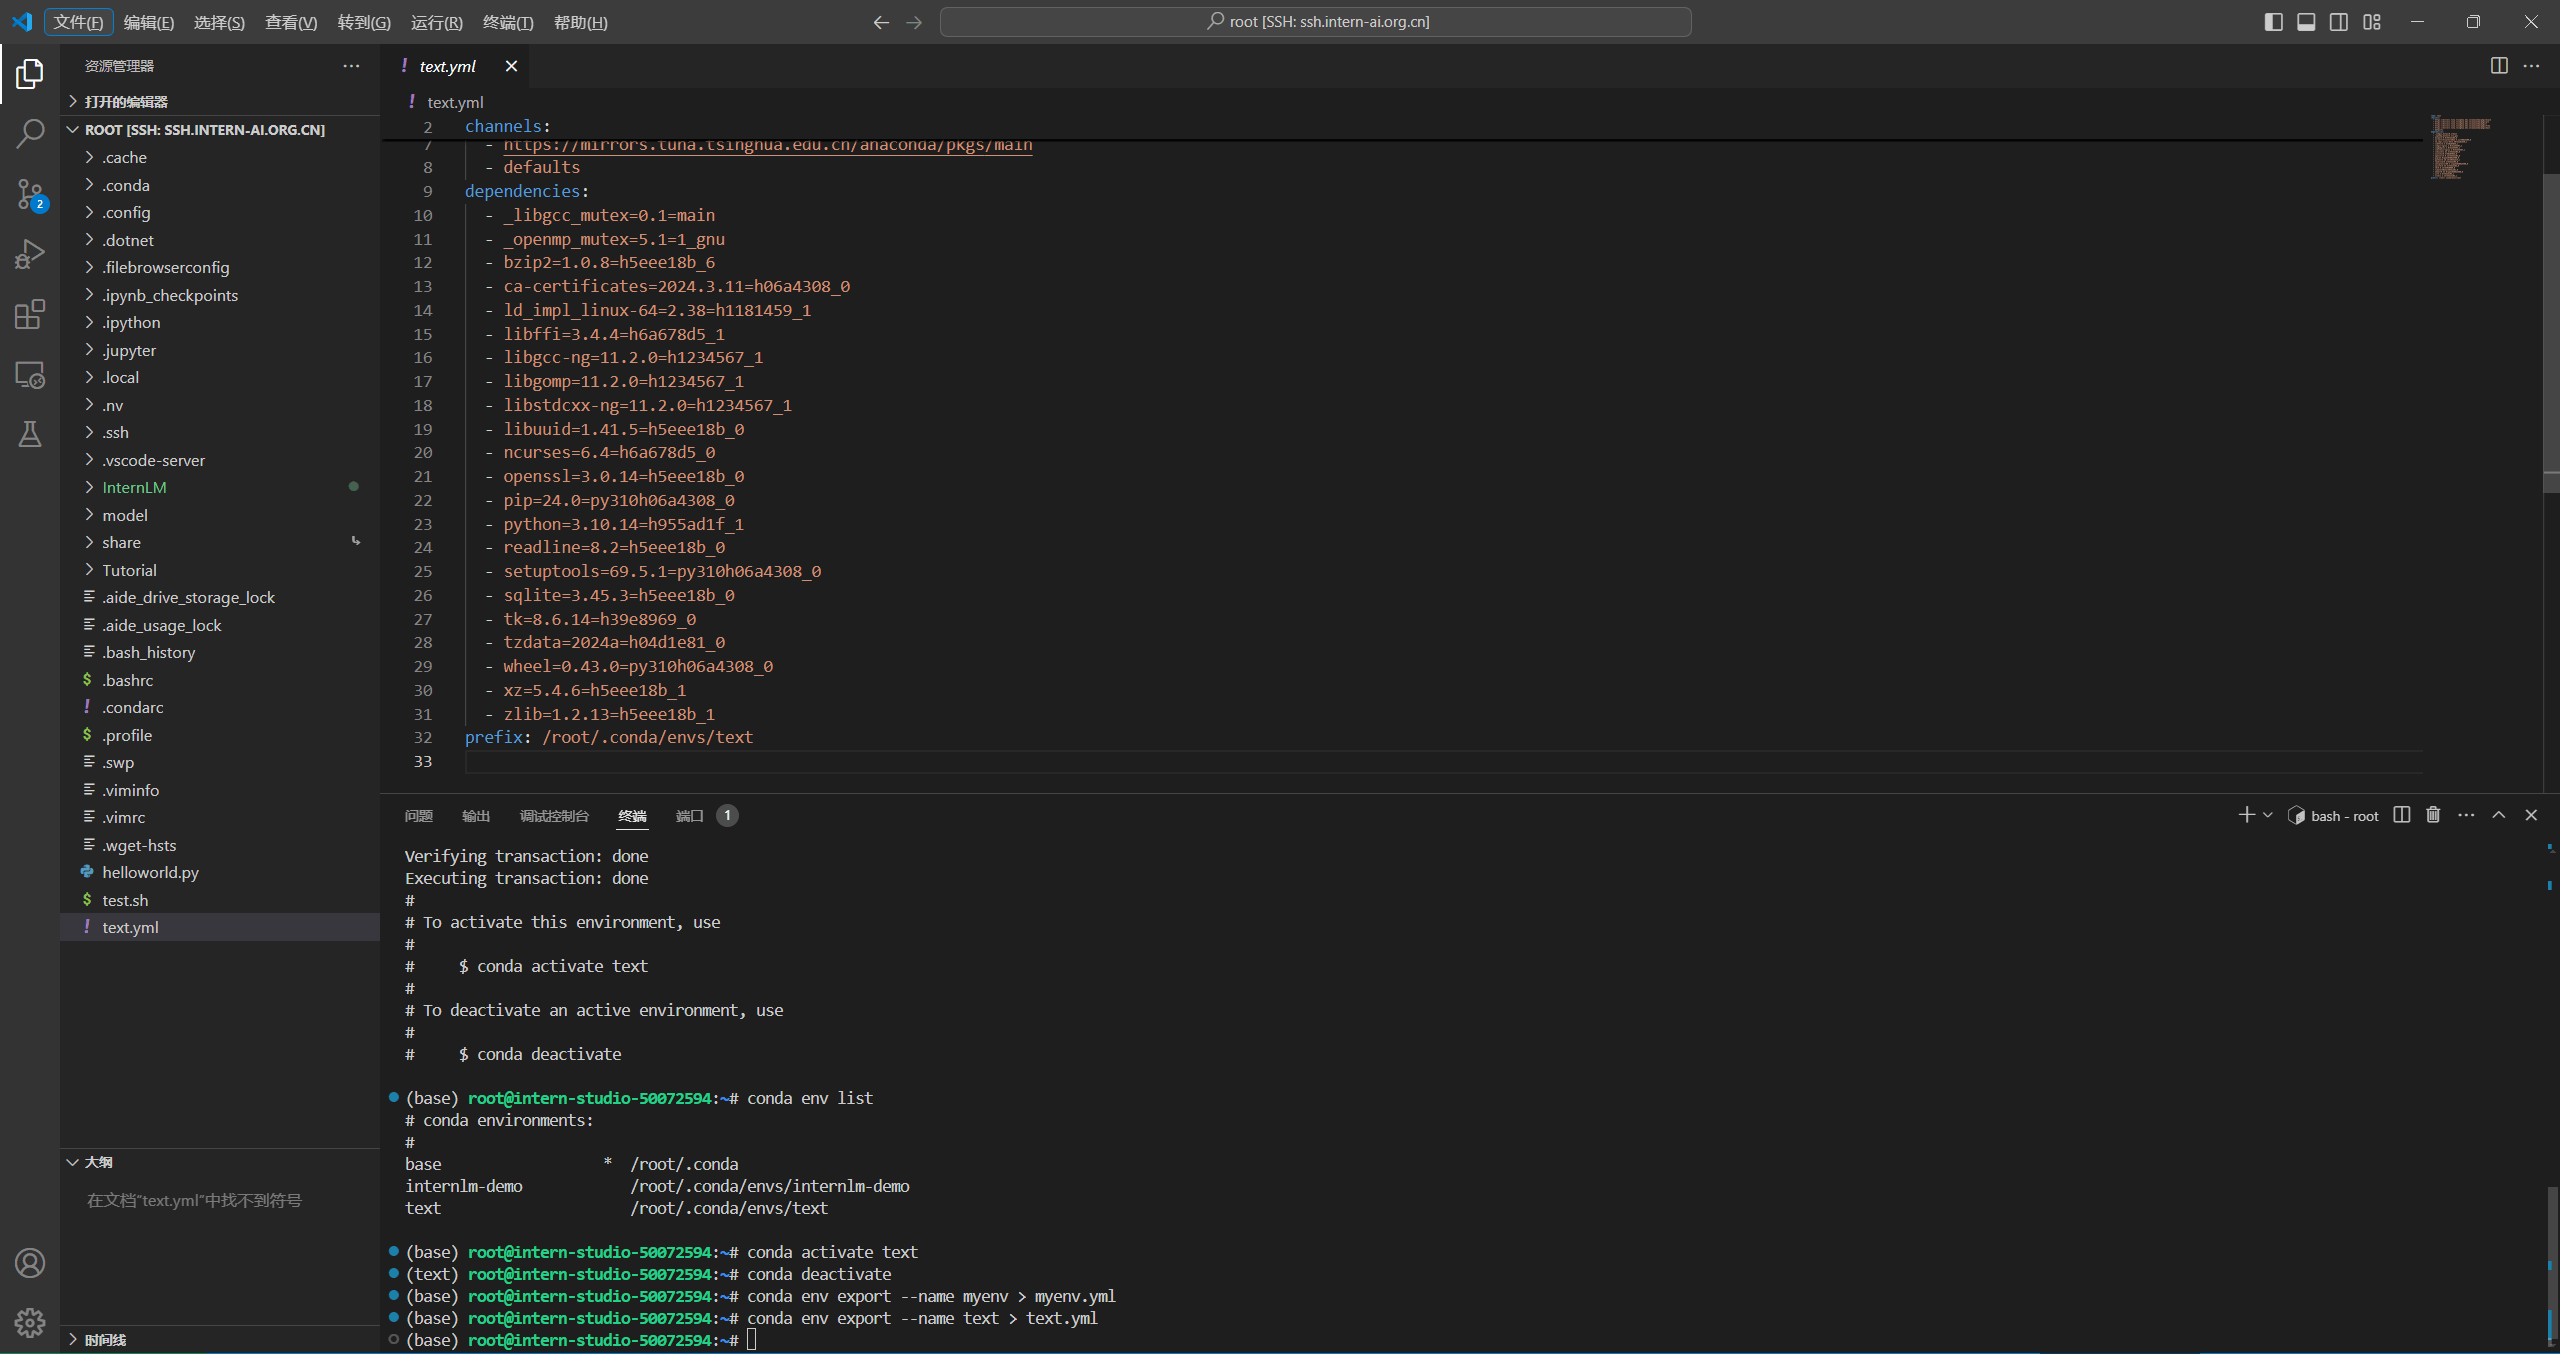 文件(F) 编辑(E) 选择(S) 查看(V) 转到(G) 运行(R) 终端(T) 帮助(H)
root [SSH: ssh.intern-ai.org.cn]
资源管理器
打开的编辑器
ROOT [SSH: SSH.INTERN-AI.ORG.CN]
.cache
.conda
.config
.dotnet
.filebrowserconfig
.ipynb_checkpoints
.ipython
.jupyter
.local
.nv
.ssh
.vscode-server
InternLM
model
share
Tutorial
.aide_drive_storage_lock
.aide_usage_lock
.bash_history
.bashrc
.condarc
.profile
.swp
.viminfo
.vimrc
.wget-hsts
helloworld.py
test.sh
text.yml
大纲
在文档"text.yml"中找不到符号
时间线
2
text.yml
text.yml
2 channels:
7 - https://mirrors.tuna.tsinghua.edu.cn/anaconda/pkgs/main
8 - defaults
9 dependencies:
10 - _libgcc_mutex=0.1=main
11 - _openmp_mutex=5.1=1_gnu
12 - bzip2=1.0.8=h5eee18b_6
13 - ca-certificates=2024.3.11=h06a4308_0
14 - ld_impl_linux-64=2.38=h1181459_1
15 - libffi=3.4.4=h6a678d5_1
16 - libgcc-ng=11.2.0=h1234567_1
17 - libgomp=11.2.0=h1234567_1
18 - libstdcxx-ng=11.2.0=h1234567_1
19 - libuuid=1.41.5=h5eee18b_0
20 - ncurses=6.4=h6a678d5_0
21 - openssl=3.0.14=h5eee18b_0
22 - pip=24.0=py310h06a4308_0
23 - python=3.10.14=h955ad1f_1
24 - readline=8.2=h5eee18b_0
25 - setuptools=69.5.1=py310h06a4308_0
26 - sqlite=3.45.3=h5eee18b_0
27 - tk=8.6.14=h39e8969_0
28 - tzdata=2024a=h04d1e81_0
29 - wheel=0.43.0=py310h06a4308_0
30 - xz=5.4.6=h5eee18b_1
31 - zlib=1.2.13=h5eee18b_1
32 prefix: /root/.conda/envs/text
33
问题 输出 调试控制台 终端 端口 1
bash - root
Verifying transaction: done
Executing transaction: done
#
# To activate this environment, use
#
#     $ conda activate text
#
# To deactivate an active environment, use
#
#     $ conda deactivate
(base) root@intern-studio-50072594:~# conda env list
# conda environments:
#
base                  *  /root/.conda
internlm-demo            /root/.conda/envs/internlm-demo
text                     /root/.conda/envs/text
(base) root@intern-studio-50072594:~# conda activate text
(text) root@intern-studio-50072594:~# conda deactivate
(base) root@intern-studio-50072594:~# conda env export --name myenv > myenv.yml
(base) root@intern-studio-50072594:~# conda env export --name text > text.yml
(base) root@intern-studio-50072594:~#